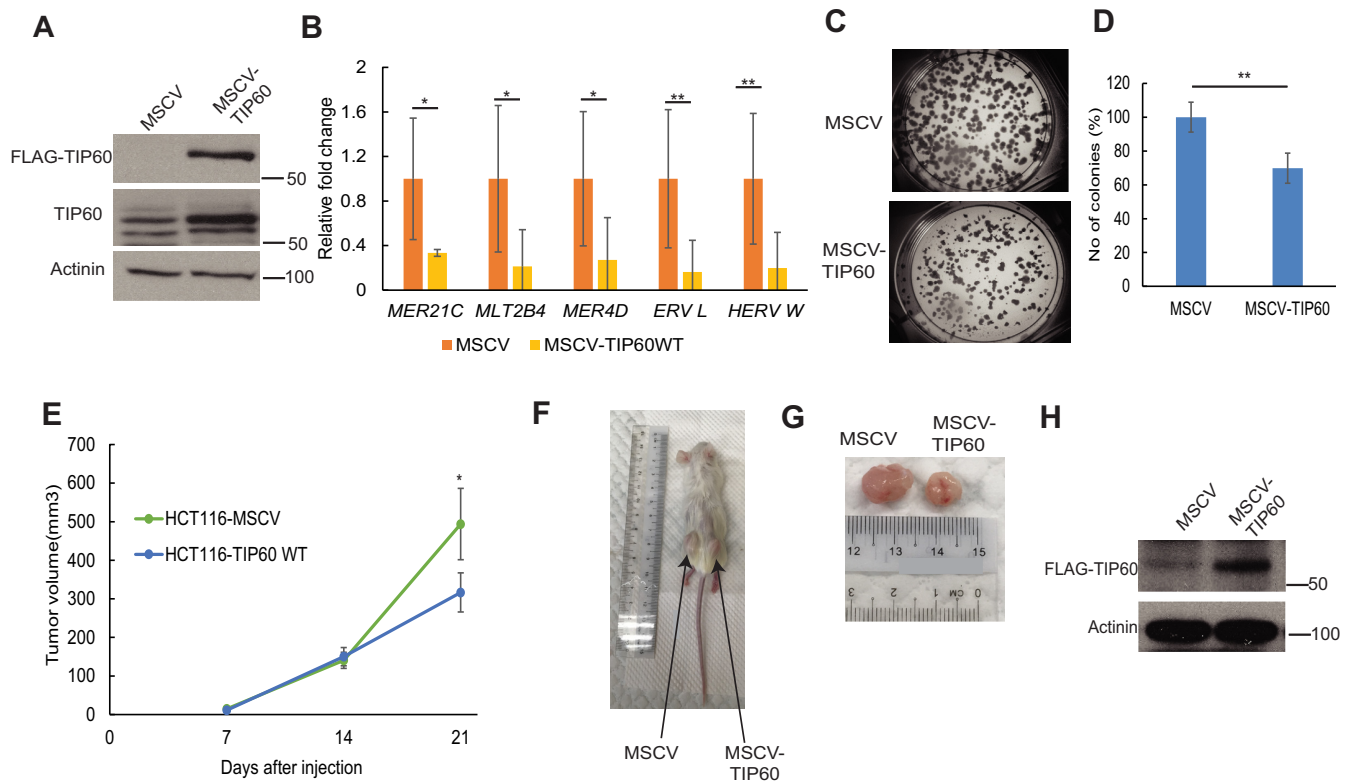 A
MSCV
MSCV-
TIP60
FLAG-TIP60
50
TIP60
50
Actinin
100
B
Relative fold change
1.6
1.2
0.8
0.4
0
*
*
*
**
**
MER21C
MLT2B4
MER4D
ERV L
HERV W
MSCV
MSCV-TIP60WT
C
MSCV
MSCV-
TIP60
D
No of colonies (%)
120
100
80
60
40
20
0
**
MSCV
MSCV-TIP60
E
Tumor volume(mm3)
700
600
500
400
300
200
100
0
*
HCT116-MSCV
HCT116-TIP60 WT
0
7
14
21
Days after injection
F
MSCV
MSCV-
TIP60
G
MSCV
MSCV-
TIP60
12 13 14 15
3 2 1 CM 0
H
MSCV
MSCV-
TIP60
FLAG-TIP60
50
Actinin
100